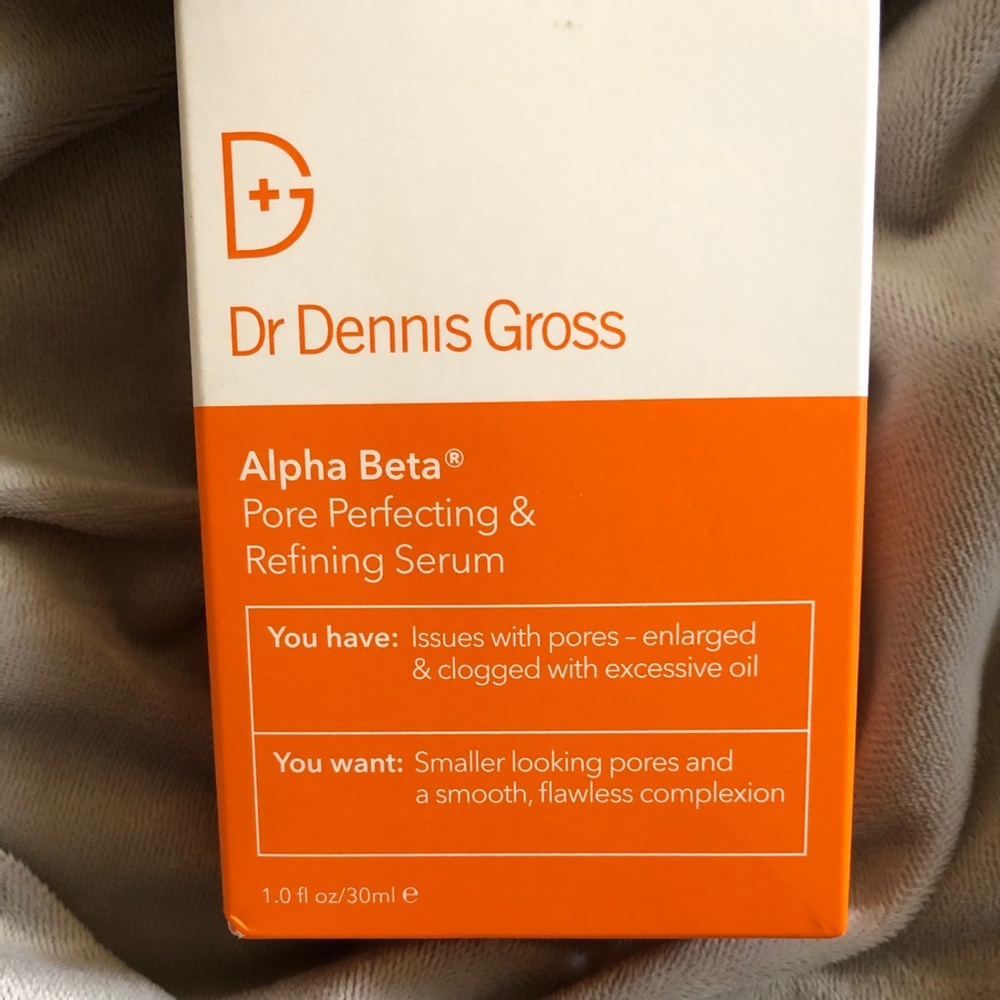 DG
Dr Dennis Gross
Alpha Beta®
Pore Perfecting &
Refining Serum
You have: Issues with pores – enlarged
& clogged with excessive oil
You want: Smaller looking pores and
a smooth, flawless complexion
1.0 fl oz/30ml ℮